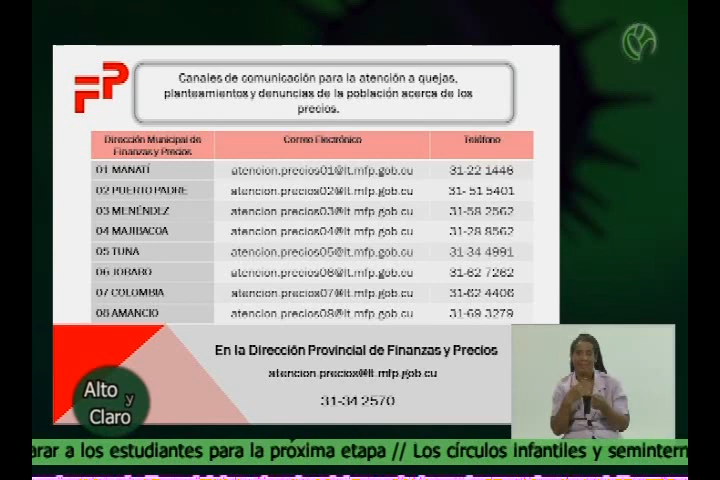 FP
Canales de comunicación para la atención a quejas,
planteamientos y denuncias de la población acerca de los
precios.
Dirección Municipal de Finanzas y Precios Correo Electrónico Teléfono
01 MANATÍ atencion.precios01@lt.mfp.gob.cu 31-22 1446
02 PUERTO PADRE atencion.precios02@lt.mfp.gob.cu 31- 51 5401
03 MENÉNDEZ atencion.precios03@lt.mfp.gob.cu 31-58 2562
04 MAJIBACOA atencion.precios04@lt.mfp.gob.cu 31-28 8562
05 TUNA atencion.precios05@lt.mfp.gob.cu 31-34 4991
06 JOBABO atencion.precios06@lt.mfp.gob.cu 31-62 7262
07 COLOMBIA atencion.precios07@lt.mfp.gob.cu 31-62 4406
08 AMANCIO atencion.precios08@lt.mfp.gob.cu 31-69 3279
En la Dirección Provincial de Finanzas y Precios
atencion.precios@lt.mfp.gob.cu
31-34 2570
Alto y
Claro
arar a los estudiantes para la próxima etapa // Los círculos infantiles y semintern